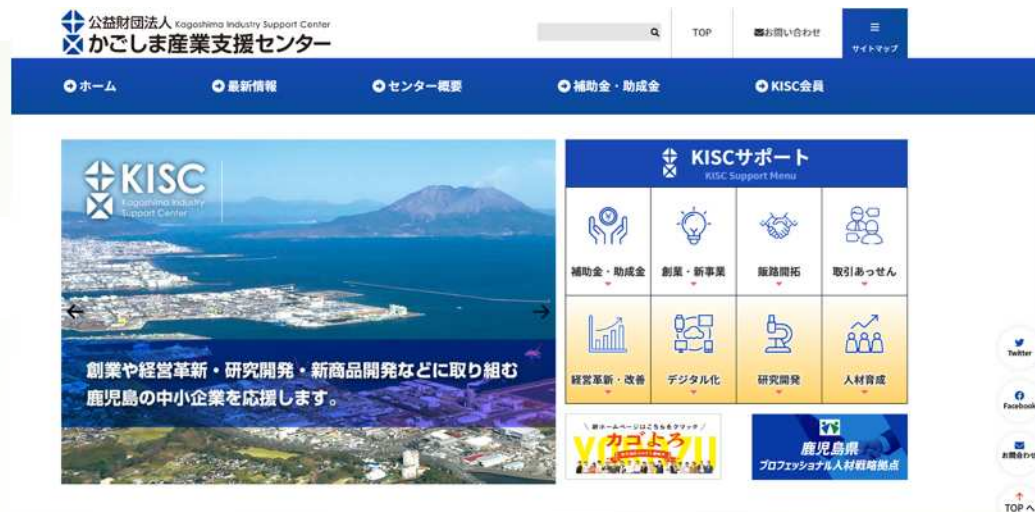 公益財団法人 Kagoshima Industry Support Center
かごしま産業支援センター
TOP
お問い合わせ
サイトマップ
ホーム
最新情報
センター概要
補助金・助成金
KISC会員
KISC
Kagoshima Industry
Support Center
創業や経営革新・研究開発・新商品開発などに取り組む
鹿児島の中小企業を応援します。
KISCサポート
KISC Support Menu
補助金・助成金
創業・新事業
販路開拓
取引あっせん
経営革新・改善
デジタル化
研究開発
人材育成
新ホームページはこちらをクリック
カゴよろ
YOROZU
鹿児島県
プロフェッショナル人材戦略拠点
Twitter
Facebook
お問合わせ
TOP へ